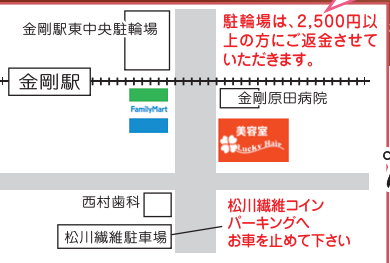 金剛駅東中央駐輪場
駐輪場は、2,500円以
上の方にご返金させて
いただきます。
金剛駅
FamilyMart
金剛原田病院
美容室
Lucky Hair
西村歯科
松川繊維駐車場
松川繊維コイン
パーキングへ
お車を止めて下さい